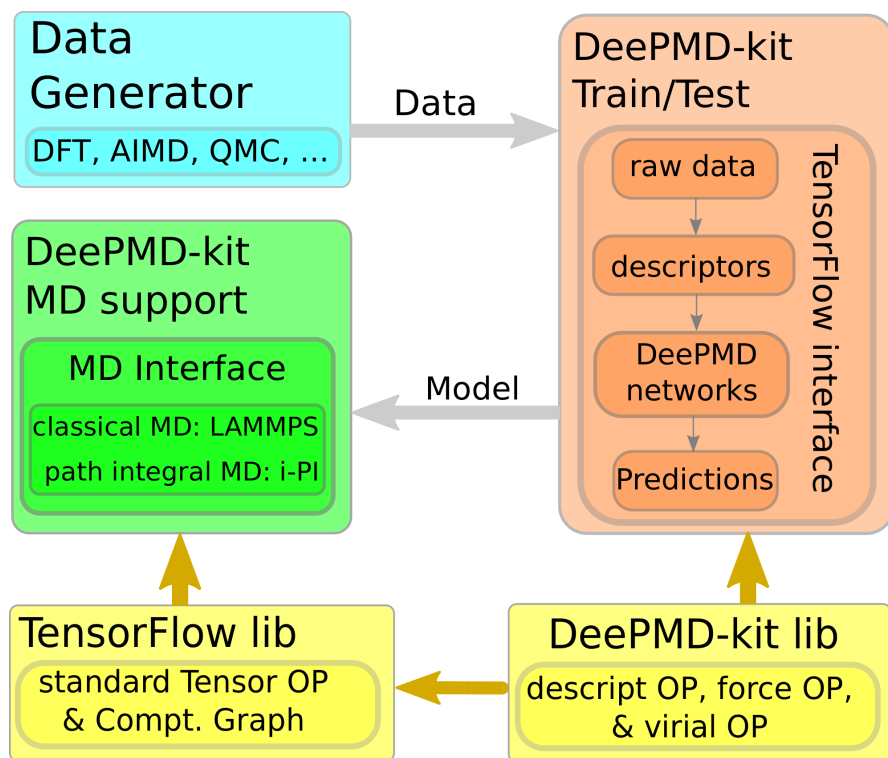 Data
Generator
DFT, AIMD, QMC, ...
Data
DeePMD-kit
Train/Test
raw data
descriptors
DeePMD
networks
Predictions
TensorFlow interface
DeePMD-kit
MD support
MD Interface
classical MD: LAMMPS
path integral MD: i-PI
Model
TensorFlow lib
standard Tensor OP
& Compt. Graph
DeePMD-kit lib
descript OP, force OP,
& virial OP